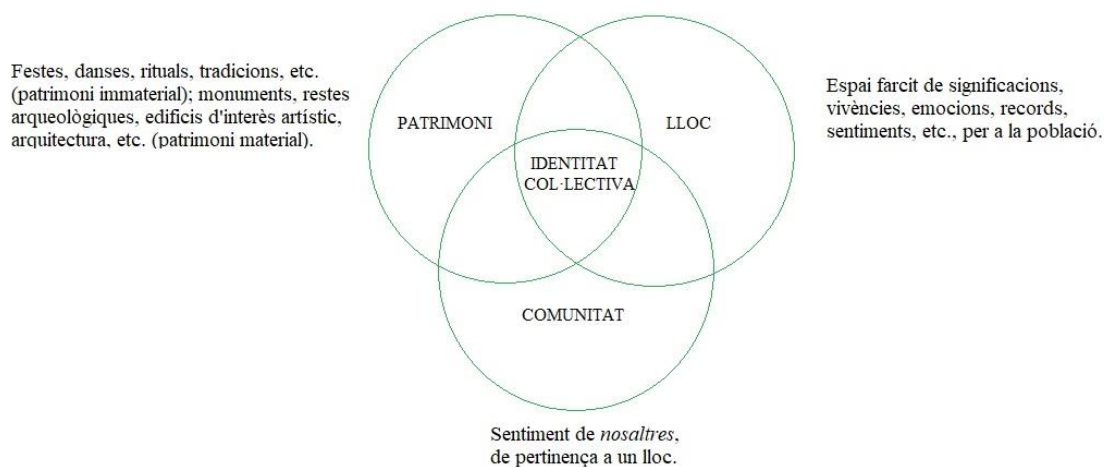 Festes, danses, rituals, tradicions, etc.
(patrimoni immaterial); monuments, restes
arqueològiques, edificis d'interès artístic,
arquitectura, etc. (patrimoni material).
PATRIMONI
LLOC
Espai farcit de significacions,
vivències, emocions, records,
sentiments, etc., per a la població.
IDENTITAT
COL·LECTIVA
COMUNITAT
Sentiment de nosaltres,
de pertinença a un lloc.